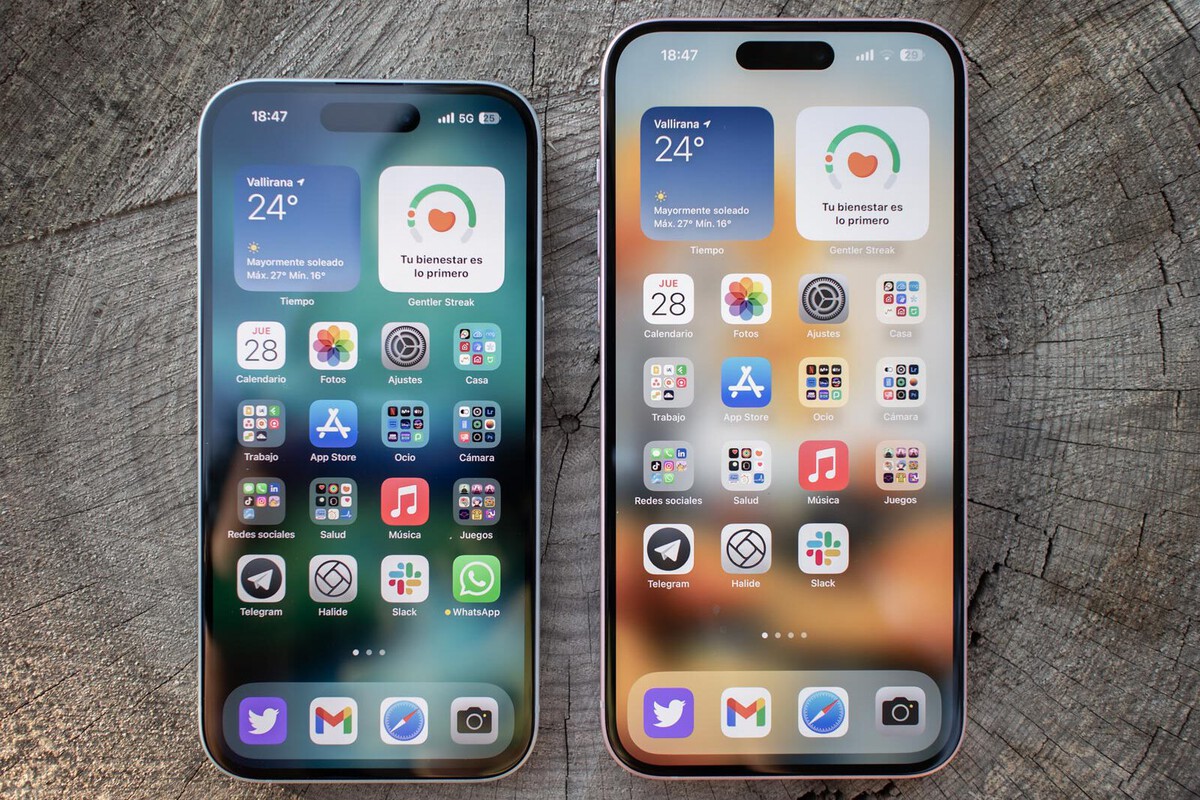 18:47
5G 25
Vallirana
24°
Mayormente soleado
Máx. 27° Mín. 16°
Tiempo
Tu bienestar es
lo primero
Gentler Streak
JUE
28
Calendario
Fotos
Ajustes
Casa
Trabajo
App Store
Ocio
Cámara
Redes sociales
Salud
Música
Juegos
Telegram
Halide
Slack
WhatsApp
18:47
29
Vallirana
24°
Mayormente soleado
Máx. 27° Mín. 16°
Tiempo
Tu bienestar es
lo primero
Gentler Streak
JUE
28
Calendario
Fotos
Ajustes
Casa
Trabajo
App Store
Ocio
Cámara
Redes sociales
Salud
Música
Juegos
Telegram
Halide
Slack